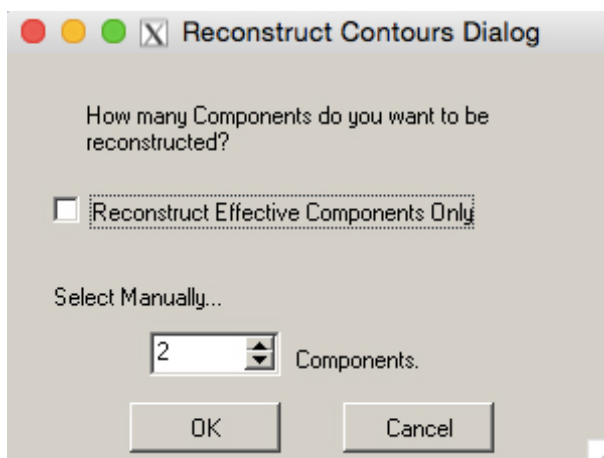 X Reconstruct Contours Dialog
How many Components do you want to be
reconstructed?
Reconstruct Effective Components Only
Select Manually...
2 Components.
OK Cancel